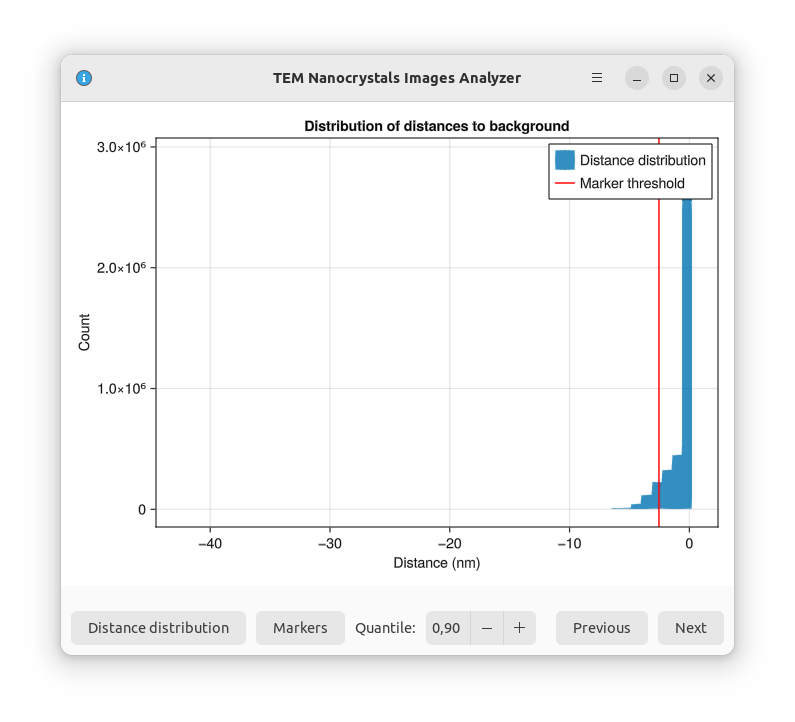 TEM Nanocrystals Images Analyzer
Distribution of distances to background
3.0×10⁶
2.0×10⁶
1.0×10⁶
0
Count
Distance distribution
Marker threshold
−40 −30 −20 −10 0
Distance (nm)
Distance distribution Markers Quantile: 0,90 − + Previous Next